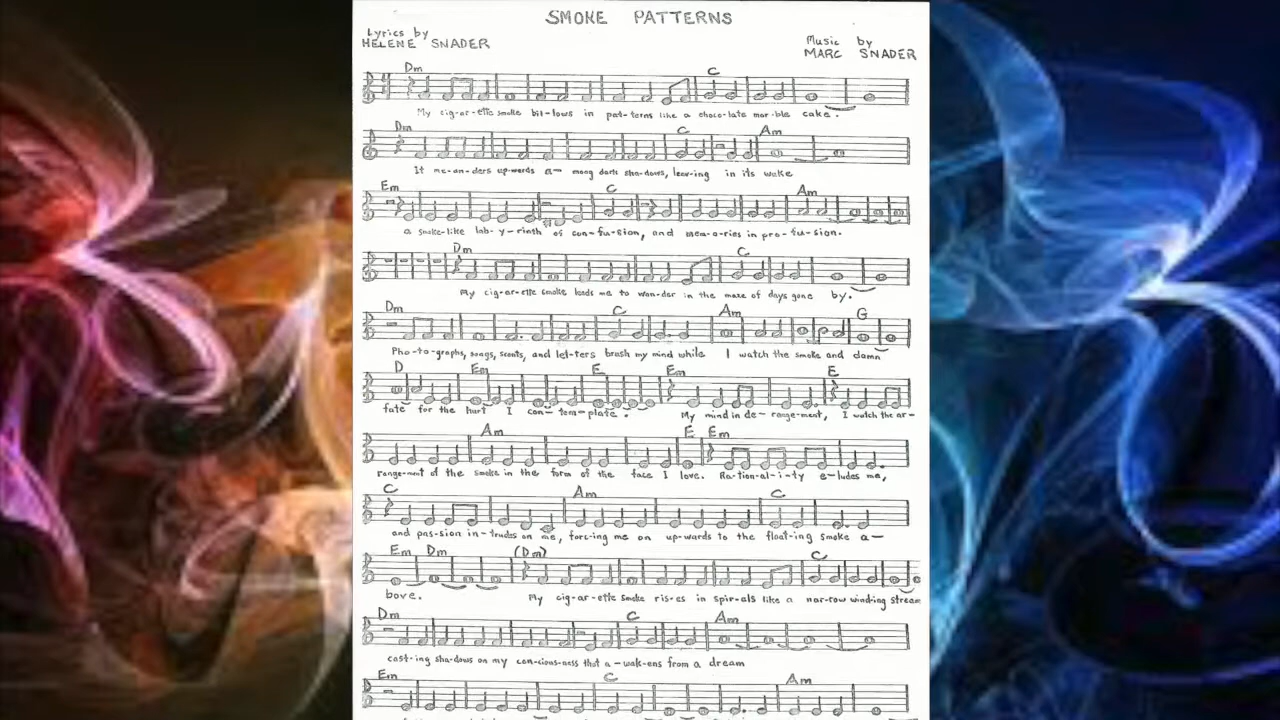 SMOKE PATTERNS
Lyrics by
HELENE SNADER
Music by
MARC SNADER
Dm C
My cig-ar-ette smoke bil-lows in pat-terns like a choco-late mar-ble cake.
Dm C Am
It me-an-ders up-wards a- mong dark sha-dows, leav-ing in its wake
Em C Am
a snake-like lab-y-rinth of con-fu-sion, and mem-o-ries in pro-fu-sion.
Dm C
My cig-ar-ette smoke leads me to wan-der in the maze of days gone by.
Dm C Am G
Pho-to-graphs, songs, scents, and let-ters brush my mind while I watch the smoke and damn
D Em E Em E
fate for the hurt I con-tem-plate. My mind in de-range-ment, I watch the ar-
Am E Em
range-ment of the smoke in the form of the face I love. Ra-tion-al-i-ty e-ludes me,
C Am C
and pas-sion in-trudes on me, forc-ing me on up-wards to the float-ing smoke a-
Em Dm (Dm) C
bove. My cig-ar-ette smoke ris-es in spir-als like a nar-row wind-ing stream
Dm C Am
cast-ing sha-dows on my con-cious-ness that a-wak-ens from a dream
Em C Am